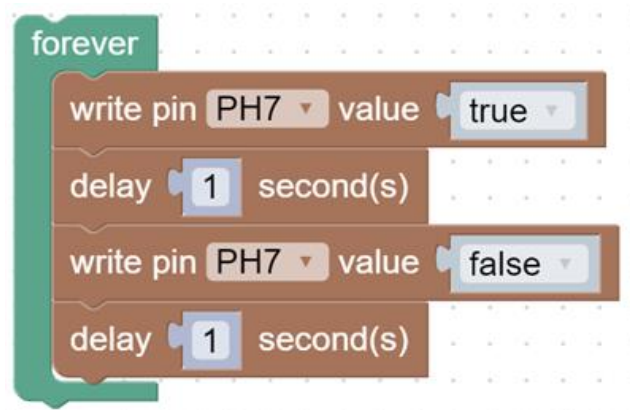 forever
write pin PH7 value true
delay 1 second(s)
write pin PH7 value false
delay 1 second(s)